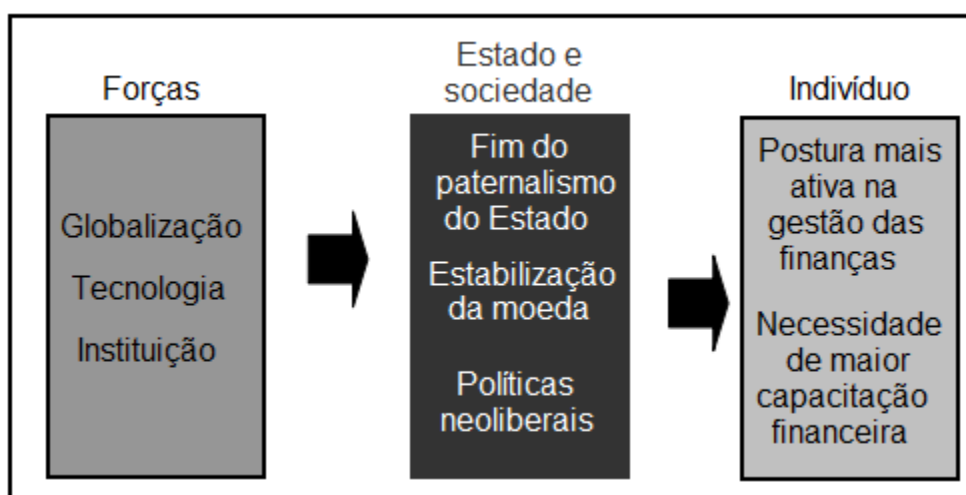 Forças
Globalização
Tecnologia
Instituição
Estado e
sociedade
Fim do
paternalismo
do Estado
Estabilização
da moeda
Políticas
neoliberais
Indivíduo
Postura mais
ativa na
gestão das
finanças
Necessidade
de maior
capacitação
financeira